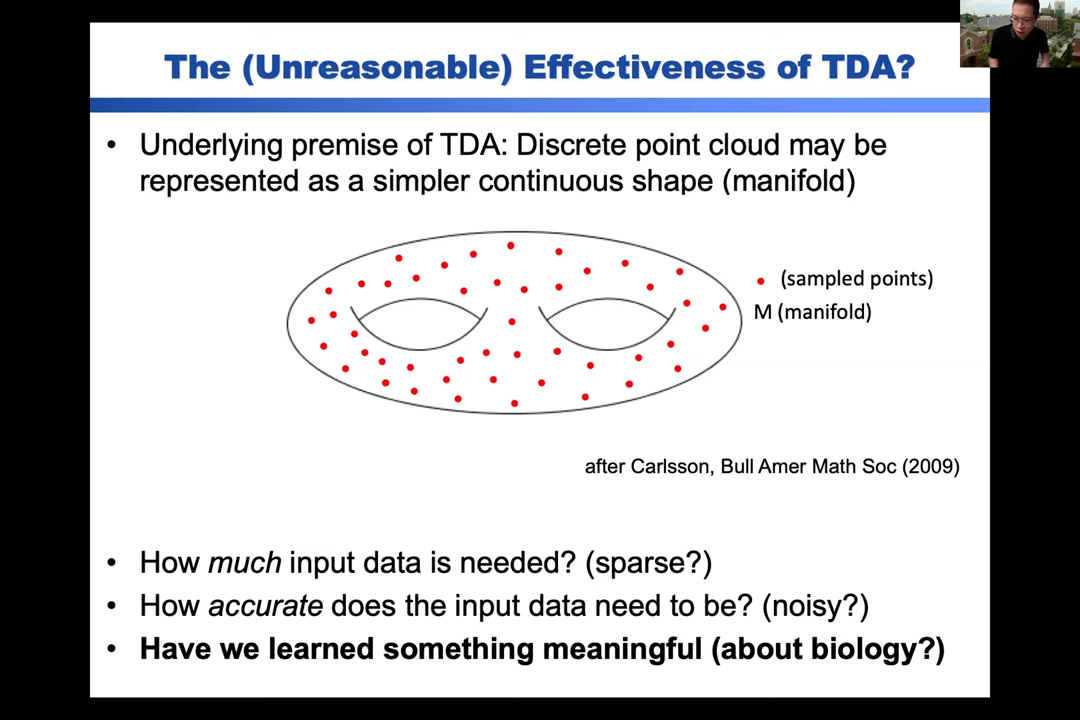 The (Unreasonable) Effectiveness of TDA?
• Underlying premise of TDA: Discrete point cloud may be
represented as a simpler continuous shape (manifold)
(sampled points)
M (manifold)
after Carlsson, Bull Amer Math Soc (2009)
• How much input data is needed? (sparse?)
• How accurate does the input data need to be? (noisy?)
• Have we learned something meaningful (about biology?)